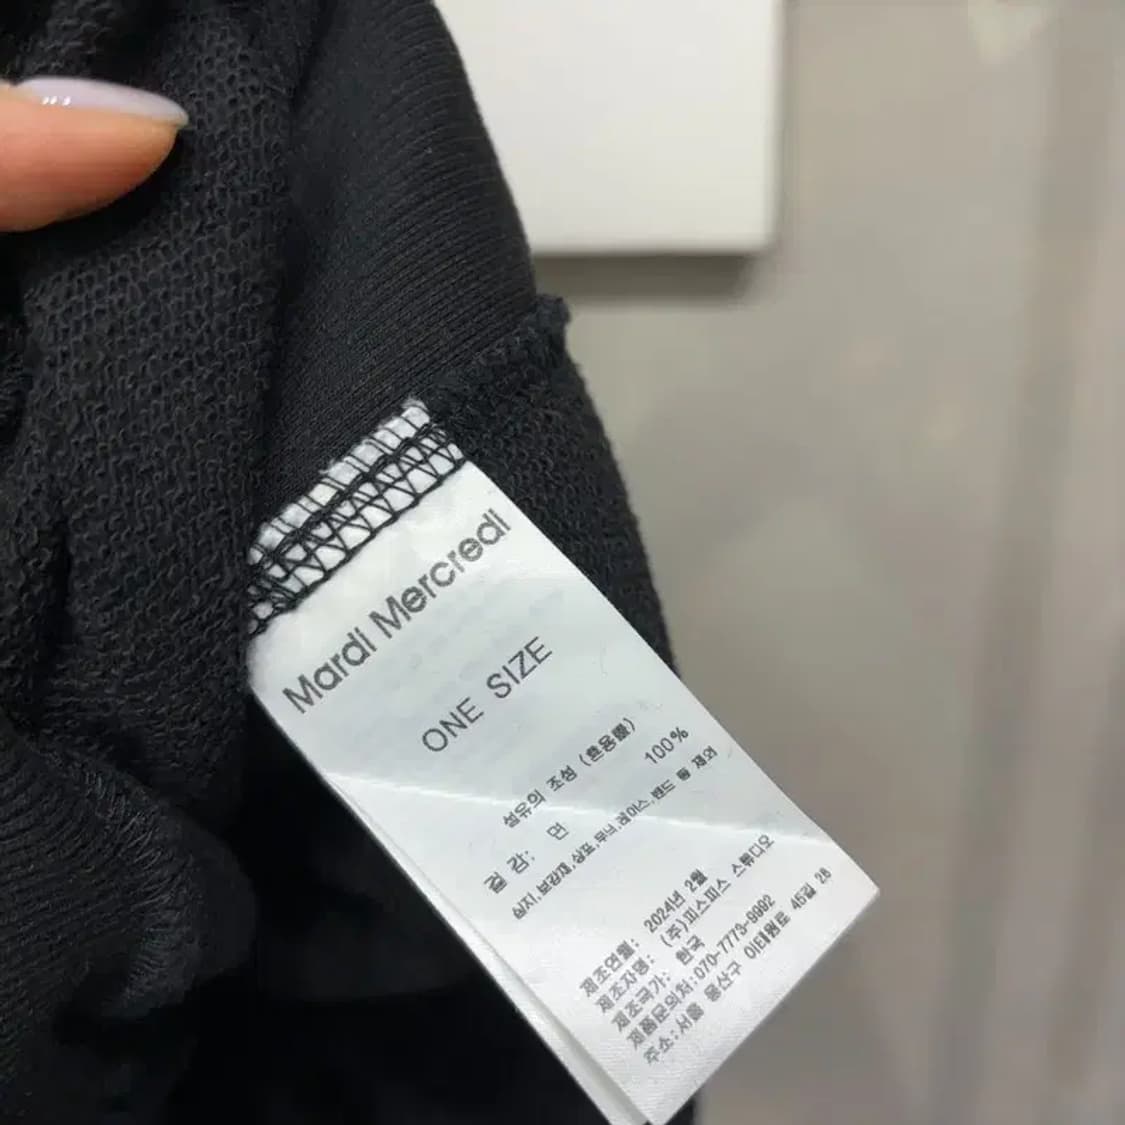 Mardi Mercredi
ONE SIZE
섬유의 조성 (혼용률)
겉감: 면 100%
심지,보강재,상표,무늬,레이스,밴드 등 제외
제조연월: 2024년 2월
제조자명: (주)피스피스 스튜디오
제조국가: 한국
제품문의처:070-7773-9992
주소:서울 용산구 이태원로 45길 26